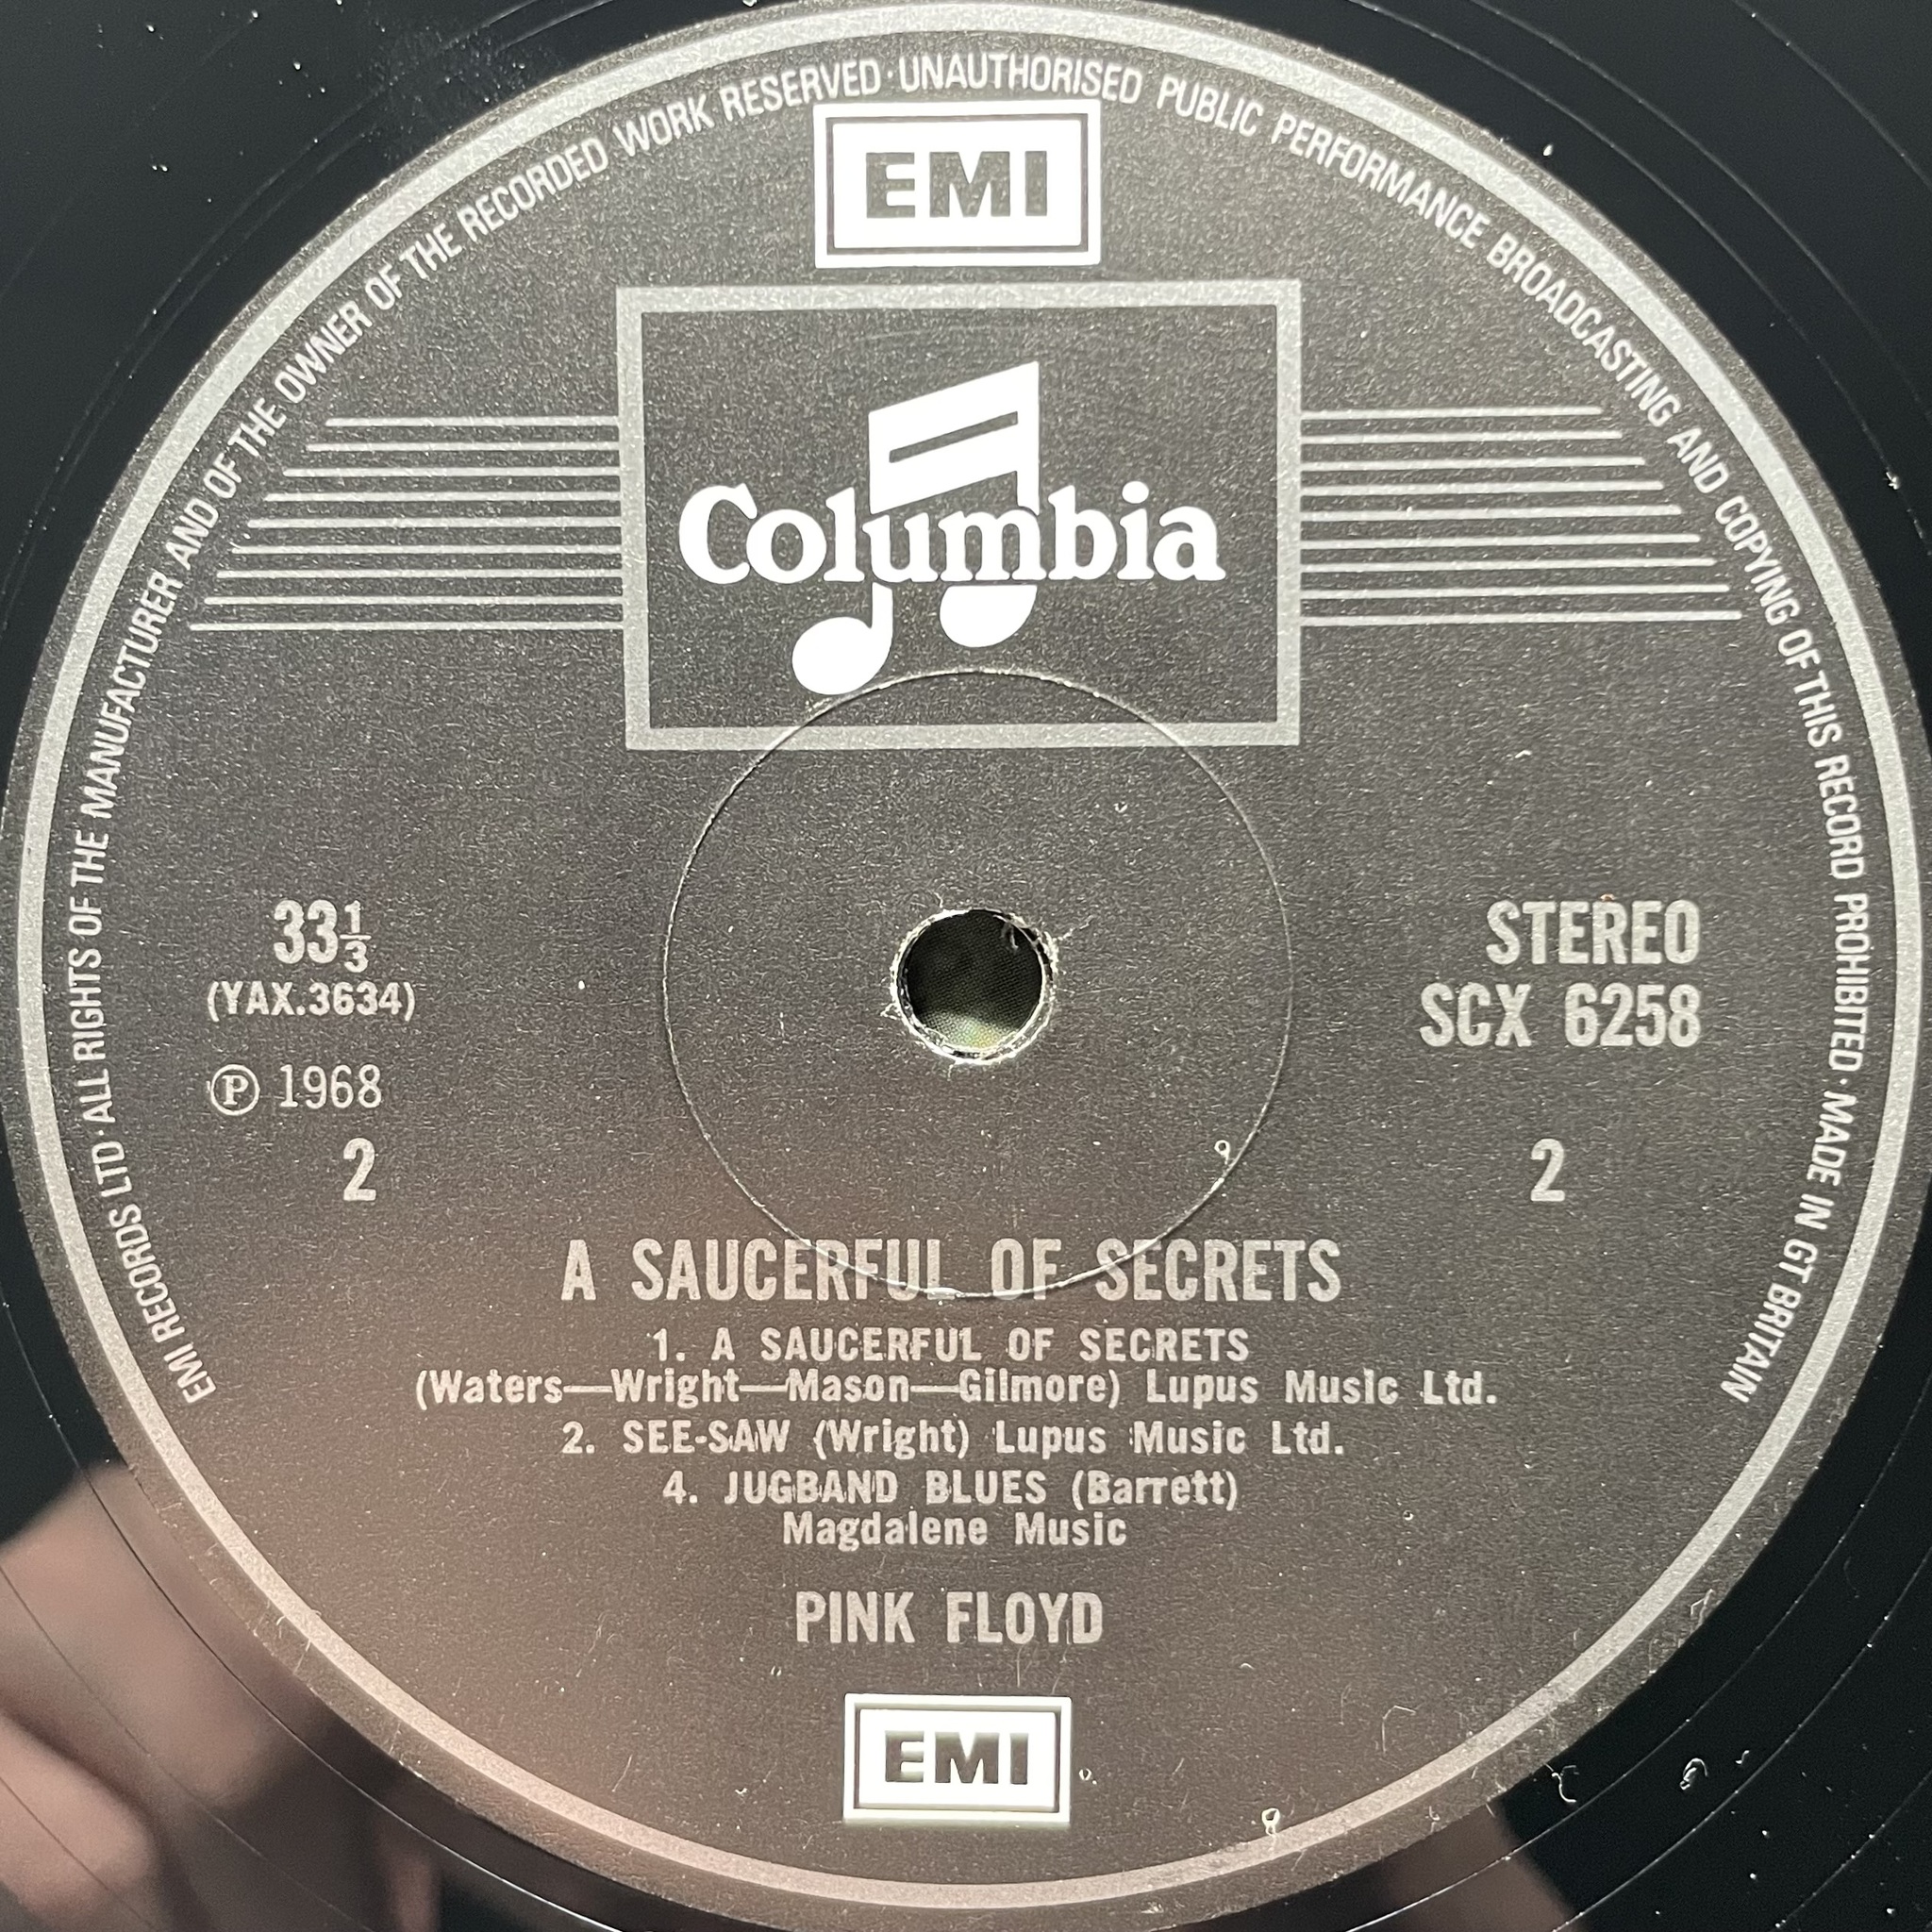 EMI RECORDS LTD · ALL RIGHTS OF THE MANUFACTURER AND OF THE OWNER OF THE RECORDED WORK RESERVED · UNAUTHORISED PUBLIC PERFORMANCE BROADCASTING AND COPYING OF THIS RECORD PROHIBITED · MADE IN GT BRITAIN
EMI
Columbia
33⅓
(YAX.3634)
℗ 1968
2
STEREO
SCX 6258
2
A SAUCERFUL OF SECRETS
1. A SAUCERFUL OF SECRETS
(Waters—Wright—Mason—Gilmore) Lupus Music Ltd.
2. SEE-SAW (Wright) Lupus Music Ltd.
4. JUGBAND BLUES (Barrett)
Magdalene Music
PINK FLOYD
EMI